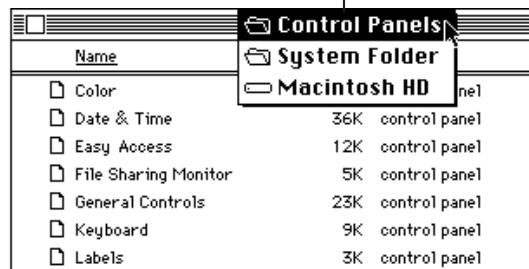 Control Panels
System Folder
Name
Macintosh HD
Color nel
Date & Time 36K control panel
Easy Access 12K control panel
File Sharing Monitor 5K control panel
General Controls 23K control panel
Keyboard 9K control panel
Labels 3K control panel